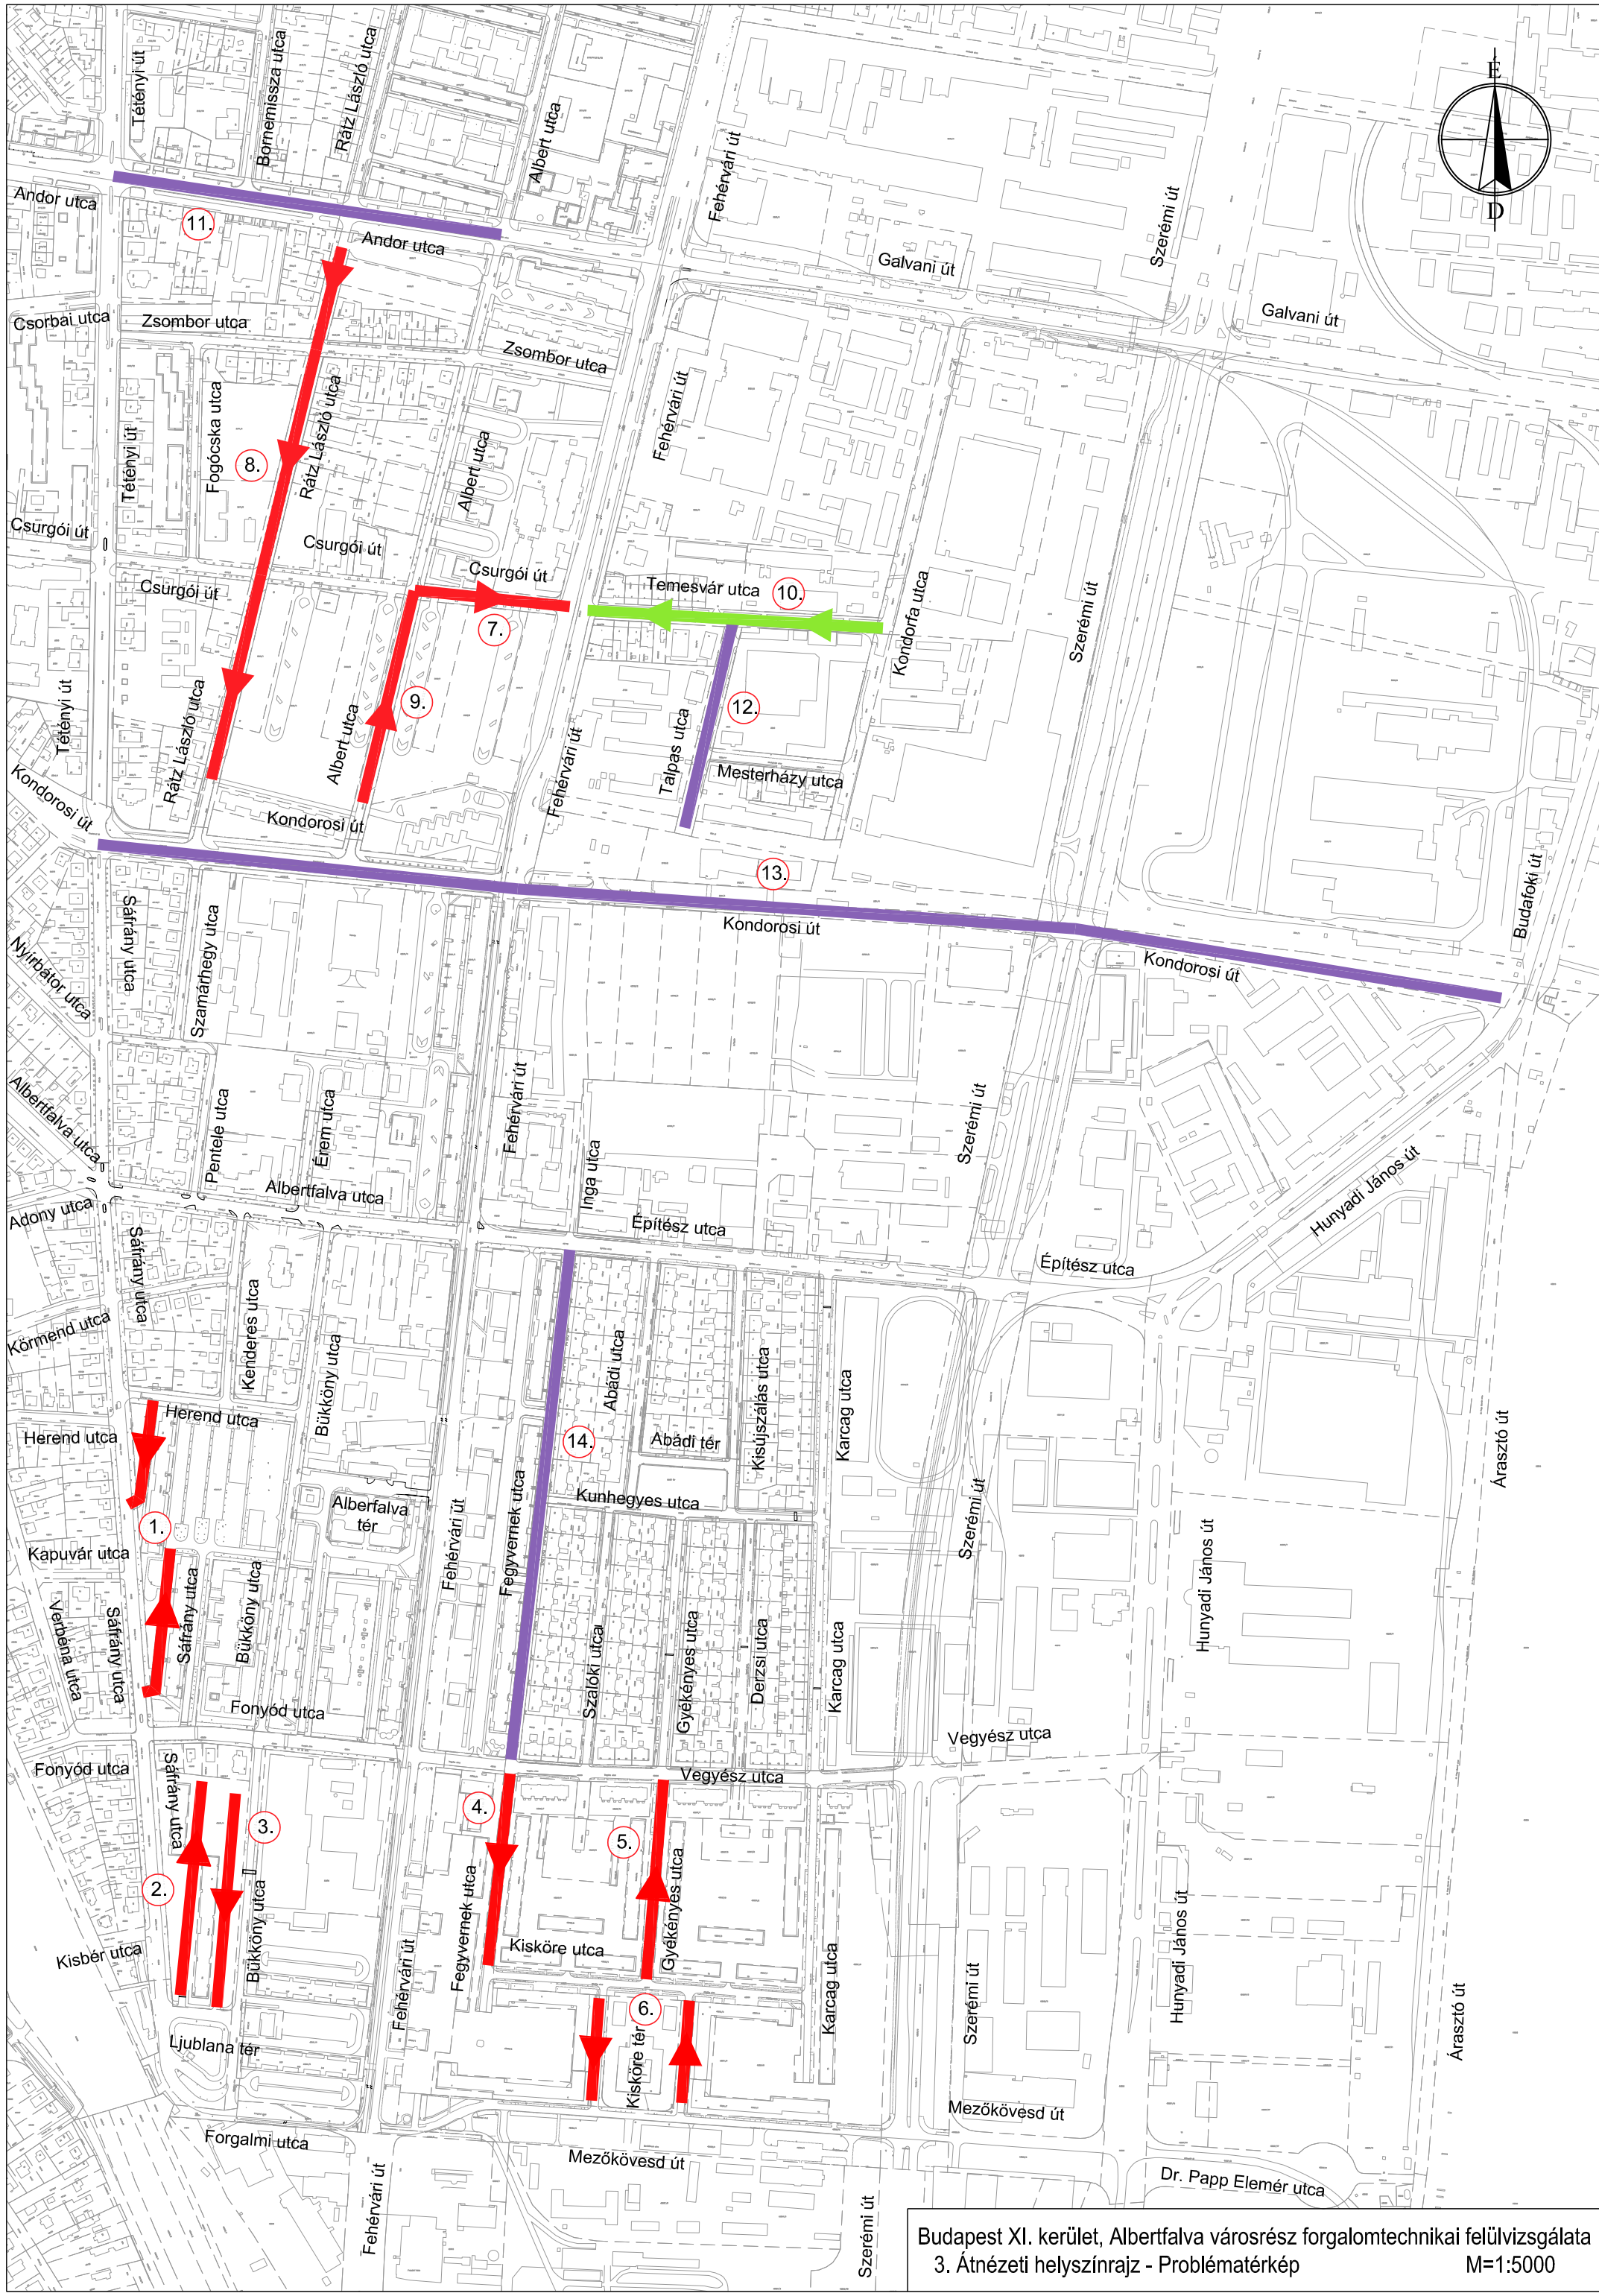 Tétényi út
Bornemissza utca
Rátz László utca
Albert utca
Fehérvári út
Szerémi út
É
D
Andor utca
11.
Andor utca
Galvani út
Galvani út
Csorbai utca
Zsombor utca
Zsombor utca
Fogócska utca
Rátz László utca
Tétényi út
8.
Albert utca
Fehérvári út
Csurgói út
Csurgói út
Csurgói út
Csurgói út
7.
Temesvár utca
10.
Kondorfa utca
Szerémi út
Tétényi út
Rátz László utca
Albert utca
9.
Fehérvári út
Talpas utca
12.
Mesterházy utca
Kondorosi út
Kondorosi út
13.
Kondorosi út
Kondorosi út
Budafoki út
Sáfrány utca
Szamárhegy utca
Nyírbátor utca
Albertfalva utca
Pentele utca
Érem utca
Fehérvári út
Inga utca
Szerémi út
Albertfalva utca
Adony utca
Építész utca
Építész utca
Hunyadi János út
Sáfrány utca
Körmend utca
Kenderes utca
Bükköny utca
Abádi utca
Kisújszálás utca
Karcag utca
Herend utca
Herend utca
14.
Abádi tér
Árasztó út
Alberfalva
tér
Fehérvári út
Fegyvernek utca
Kunhegyes utca
Szerémi út
1.
Kapuvár utca
Verbéna utca
Sáfrány utca
Sáfrány utca
Bükköny utca
Hunyadi János út
Szalóki utca
Gyékényes utca
Derzsi utca
Karcag utca
Fonyód utca
Vegyész utca
Fonyód utca
Vegyész utca
Sáfrány utca
3.
4.
5.
2.
Bükköny utca
Fegyvernek utca
Gyékényes utca
Kisköre utca
Kisbér utca
Fehérvári út
Karcag utca
Szerémi út
Hunyadi János út
Árasztó út
6.
Kisköre tér
Ljublana tér
Mezőkövesd út
Forgalmi utca
Mezőkövesd út
Fehérvári út
Szerémi út
Dr. Papp Elemér utca
Budapest XI. kerület, Albertfalva városrész forgalomtechnikai felülvizsgálata
3. Átnézeti helyszínrajz - Problématérkép M=1:5000